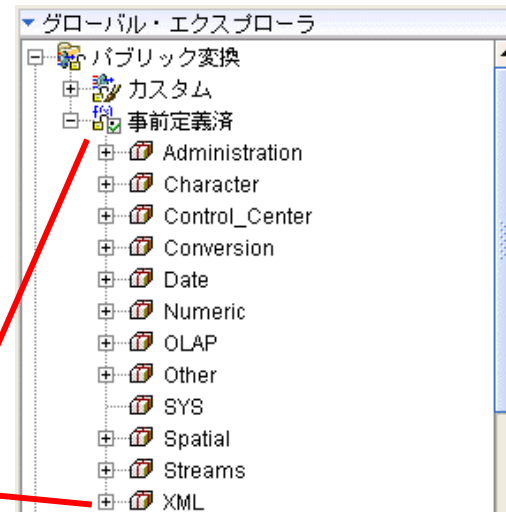 グローバル・エクスプローラ
パブリック変換
カスタム
事前定義済
Administration
Character
Control_Center
Conversion
Date
Numeric
OLAP
Other
SYS
Spatial
Streams
XML